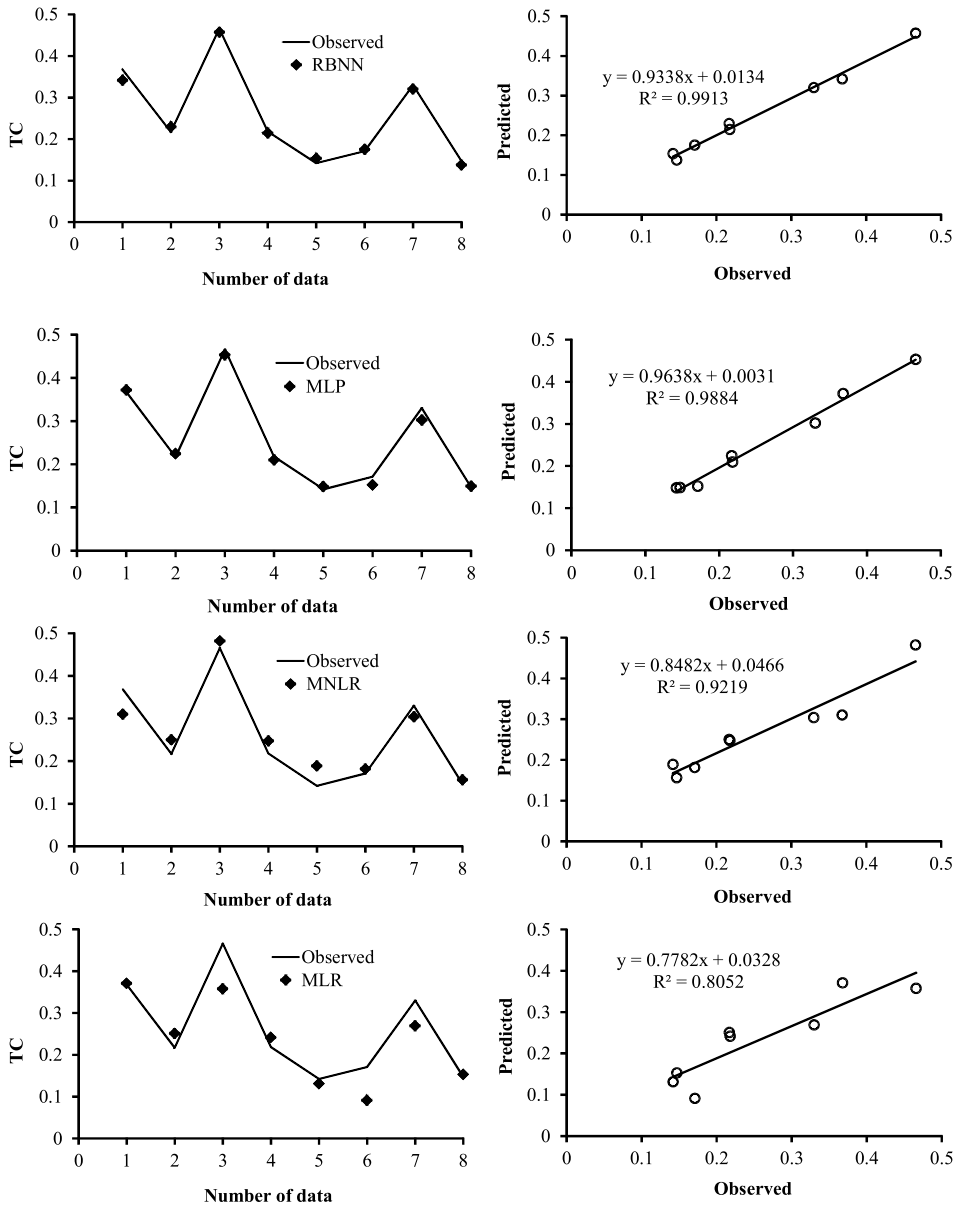 0.5
0.4
0.3
0.2
0.1
0
TC
Observed
RBNN
0 1 2 3 4 5 6 7 8
Number of data
0.5
0.4
0.3
0.2
0.1
0
Predicted
y = 0.9338x + 0.0134
R² = 0.9913
0 0.1 0.2 0.3 0.4 0.5
Observed
0.5
0.4
0.3
0.2
0.1
0
TC
Observed
MLP
0 1 2 3 4 5 6 7 8
Number of data
0.5
0.4
0.3
0.2
0.1
0
Predicted
y = 0.9638x + 0.0031
R² = 0.9884
0 0.1 0.2 0.3 0.4 0.5
Observed
0.5
0.4
0.3
0.2
0.1
0
TC
Observed
MNLR
0 1 2 3 4 5 6 7 8
Number of data
0.5
0.4
0.3
0.2
0.1
0
Predicted
y = 0.8482x + 0.0466
R² = 0.9219
0 0.1 0.2 0.3 0.4 0.5
Observed
0.5
0.4
0.3
0.2
0.1
0
TC
Observed
MLR
0 1 2 3 4 5 6 7 8
Number of data
0.5
0.4
0.3
0.2
0.1
0
Predicted
y = 0.7782x + 0.0328
R² = 0.8052
0 0.1 0.2 0.3 0.4 0.5
Observed